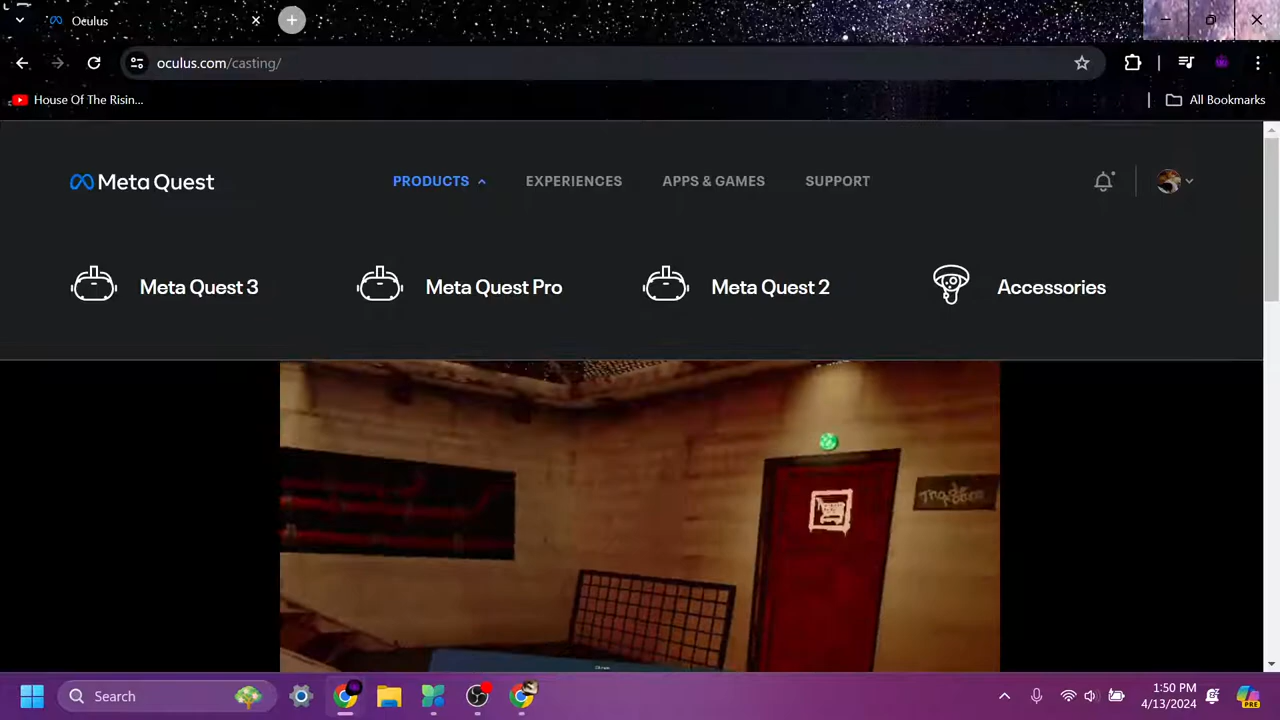 Oculus
oculus.com/casting/
House Of The Risin...
All Bookmarks
Meta Quest
PRODUCTS
EXPERIENCES
APPS & GAMES
SUPPORT
Meta Quest 3
Meta Quest Pro
Meta Quest 2
Accessories
Search
1:50 PM
4/13/2024
PRE